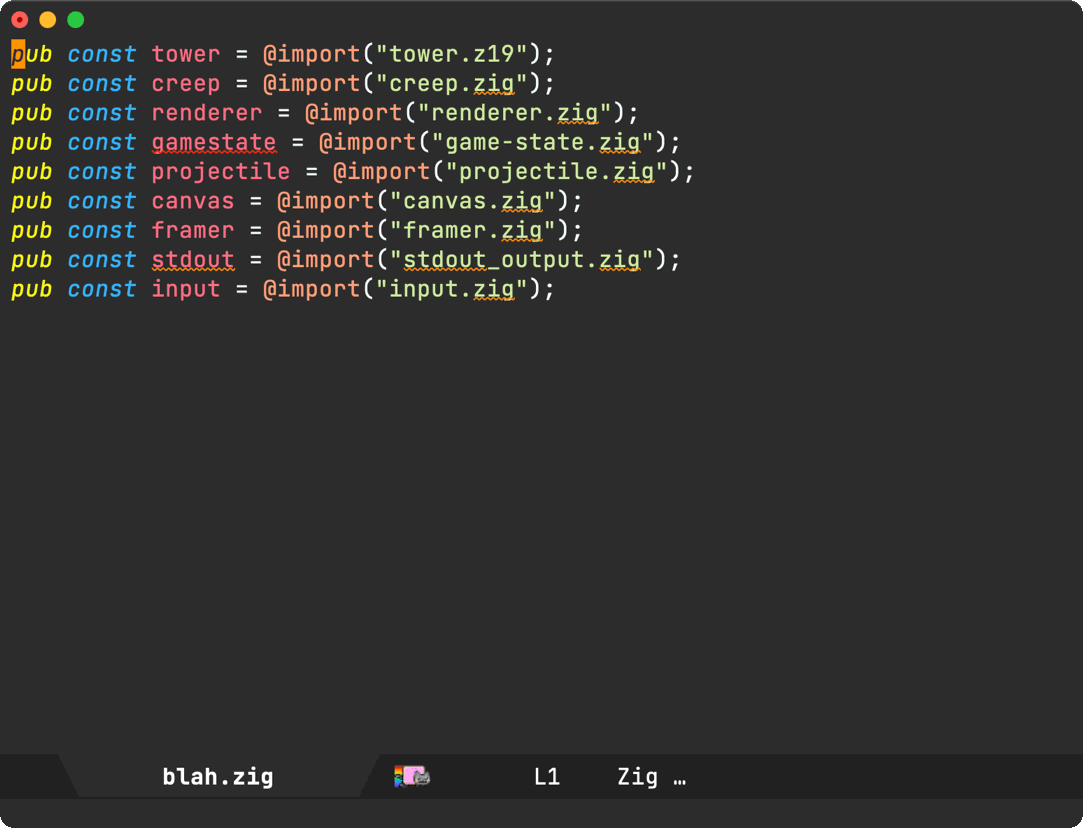 pub const tower = @import("tower.z19");
pub const creep = @import("creep.zig");
pub const renderer = @import("renderer.zig");
pub const gamestate = @import("game-state.zig");
pub const projectile = @import("projectile.zig");
pub const canvas = @import("canvas.zig");
pub const framer = @import("framer.zig");
pub const stdout = @import("stdout_output.zig");
pub const input = @import("input.zig");
blah.zig L1 Zig …